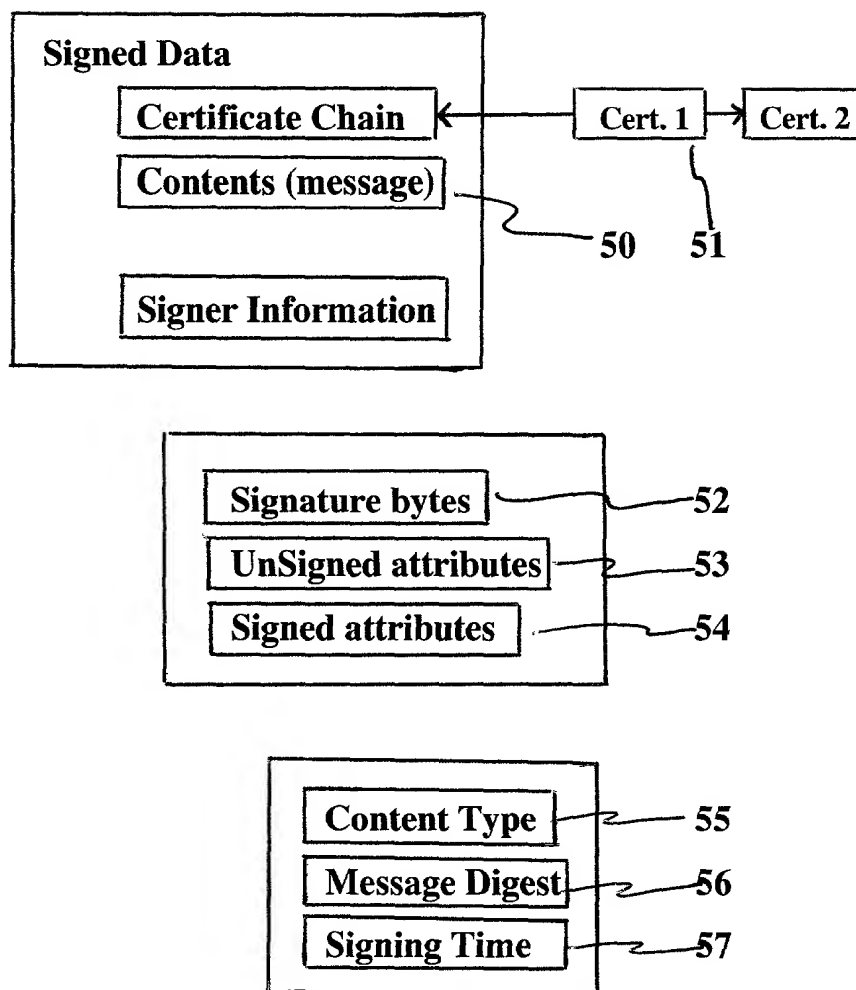 Signed Data
Certificate Chain
Cert. 1
Cert. 2
Contents (message)
50
51
Signer Information
Signature bytes
52
UnSigned attributes
53
Signed attributes
54
Content Type
55
Message Digest
56
Signing Time
57